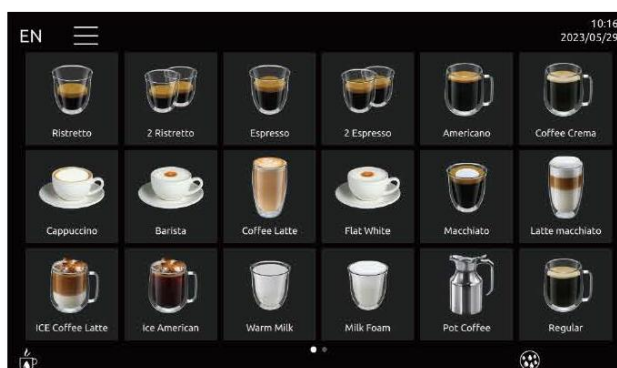 EN
10:16
2023/05/29
Ristretto
2 Ristretto
Espresso
2 Espresso
Americano
Coffee Crema
Cappuccino
Barista
Coffee Latte
Flat White
Macchiato
Latte macchiato
ICE Coffee Latte
Ice American
Warm Milk
Milk Foam
Pot Coffee
Regular